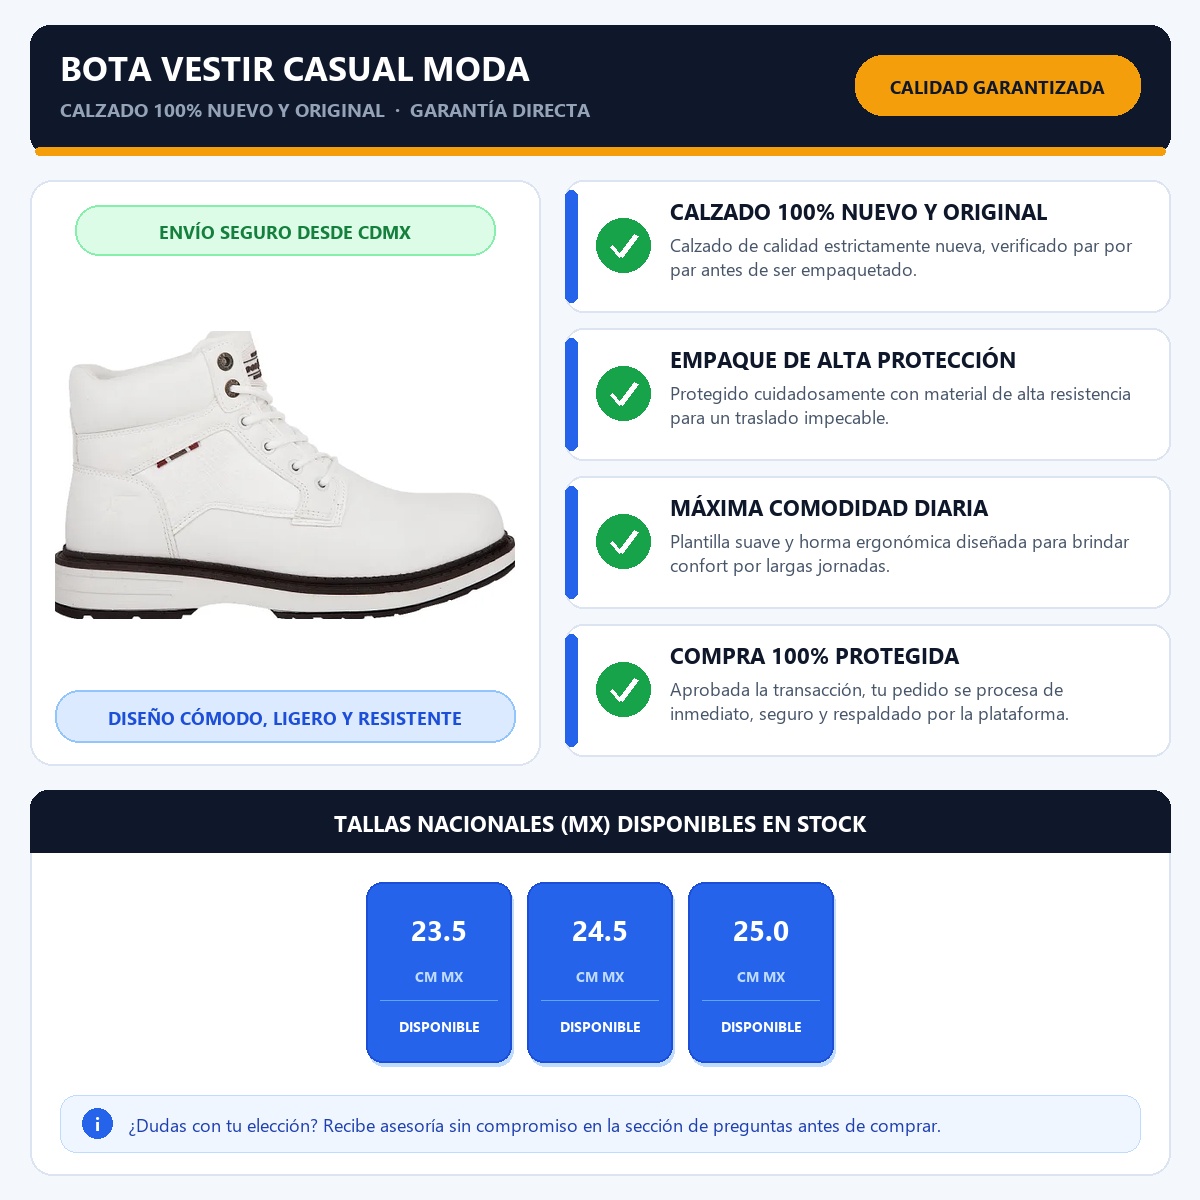 BOTA VESTIR CASUAL MODA
CALZADO 100% NUEVO Y ORIGINAL · GARANTÍA DIRECTA
CALIDAD GARANTIZADA
ENVÍO SEGURO DESDE CDMX
DISEÑO CÓMODO, LIGERO Y RESISTENTE
CALZADO 100% NUEVO Y ORIGINAL
Calzado de calidad estrictamente nueva, verificado par por
par antes de ser empaquetado.
EMPAQUE DE ALTA PROTECCIÓN
Protegido cuidadosamente con material de alta resistencia
para un traslado impecable.
MÁXIMA COMODIDAD DIARIA
Plantilla suave y horma ergonómica diseñada para brindar
confort por largas jornadas.
COMPRA 100% PROTEGIDA
Aprobada la transacción, tu pedido se procesa de
inmediato, seguro y respaldado por la plataforma.
TALLAS NACIONALES (MX) DISPONIBLES EN STOCK
23.5
CM MX
DISPONIBLE
24.5
CM MX
DISPONIBLE
25.0
CM MX
DISPONIBLE
¿Dudas con tu elección? Recibe asesoría sin compromiso en la sección de preguntas antes de comprar.